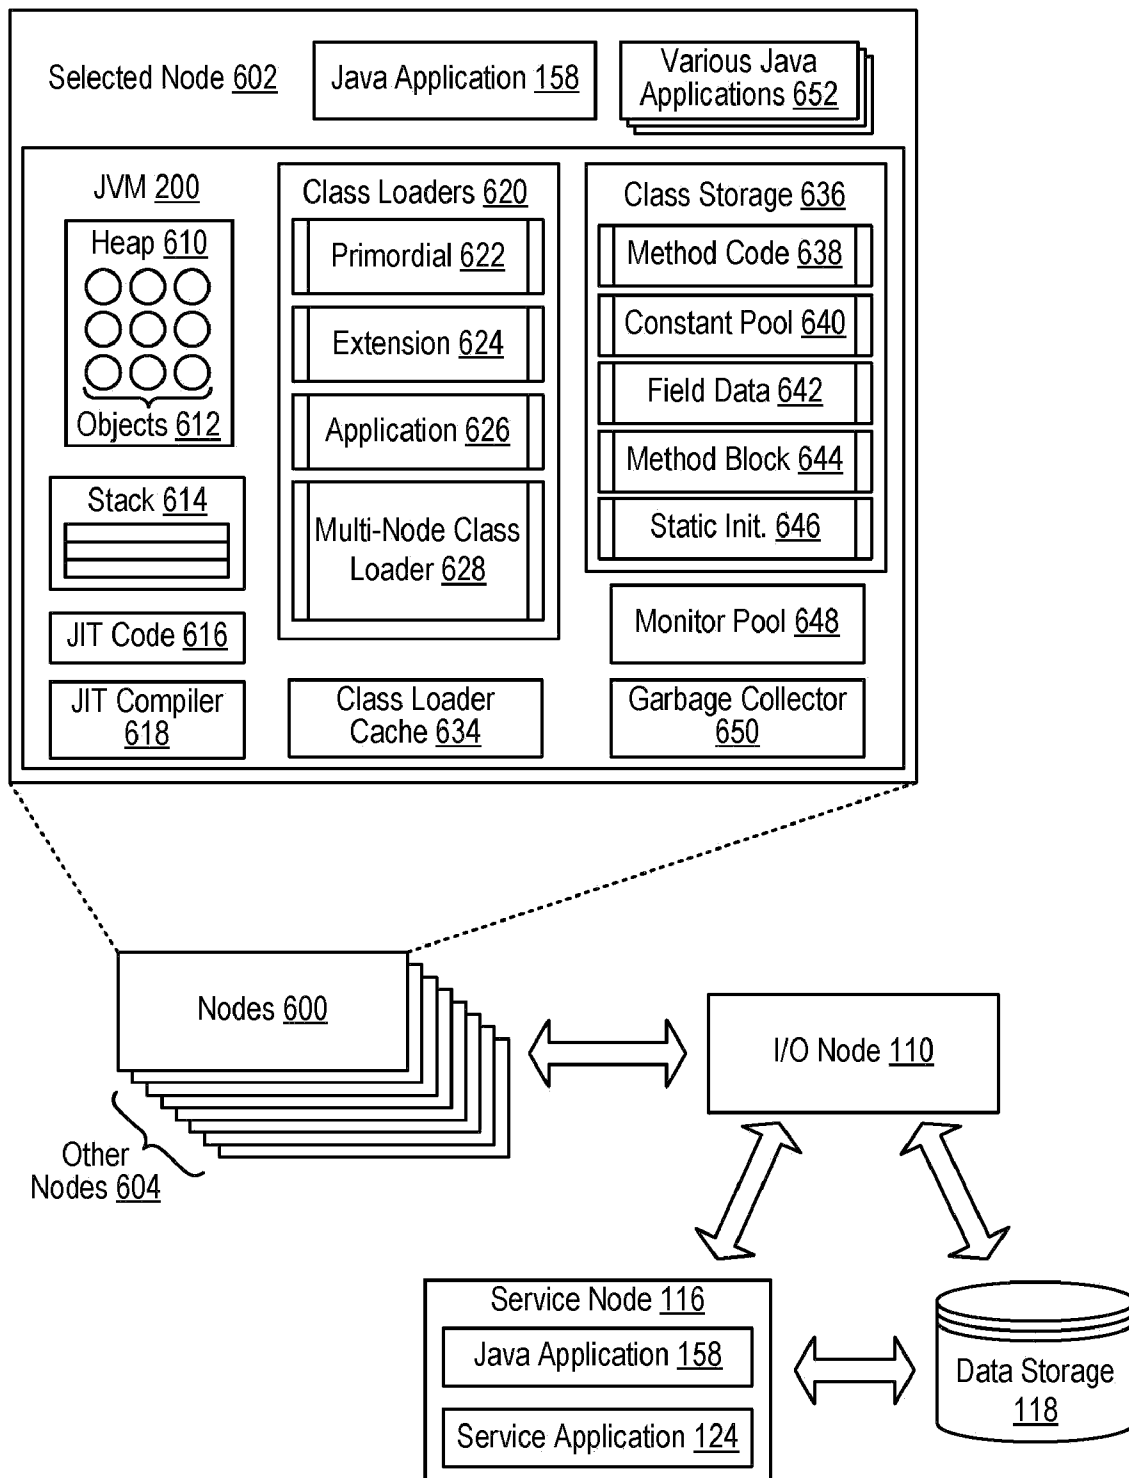 Selected Node 602
Java Application 158
Various Java
Applications 652
JVM 200
Heap 610
Objects 612
Stack 614
JIT Code 616
JIT Compiler
618
Class Loaders 620
Primordial 622
Extension 624
Application 626
Multi-Node Class
Loader 628
Class Loader
Cache 634
Class Storage 636
Method Code 638
Constant Pool 640
Field Data 642
Method Block 644
Static Init. 646
Monitor Pool 648
Garbage Collector
650
Nodes 600
Other
Nodes 604
I/O Node 110
Service Node 116
Java Application 158
Service Application 124
Data Storage
118